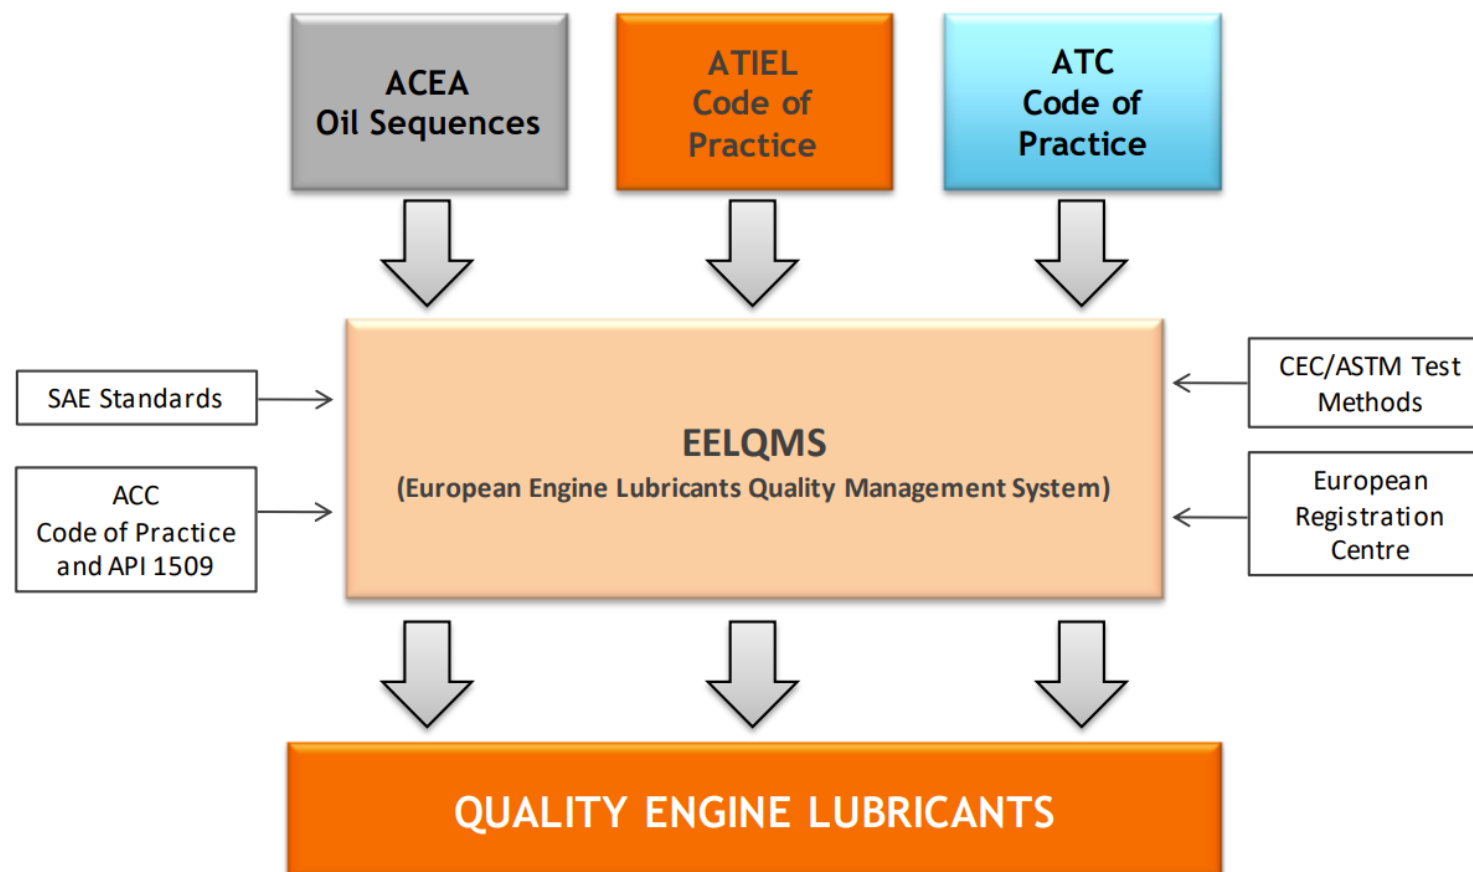 ACEA
Oil Sequences
ATIEL
Code of
Practice
ATC
Code of
Practice
SAE Standards
ACC
Code of Practice
and API 1509
EELQMS
(European Engine Lubricants Quality Management System)
CEC/ASTM Test
Methods
European
Registration
Centre
QUALITY ENGINE LUBRICANTS